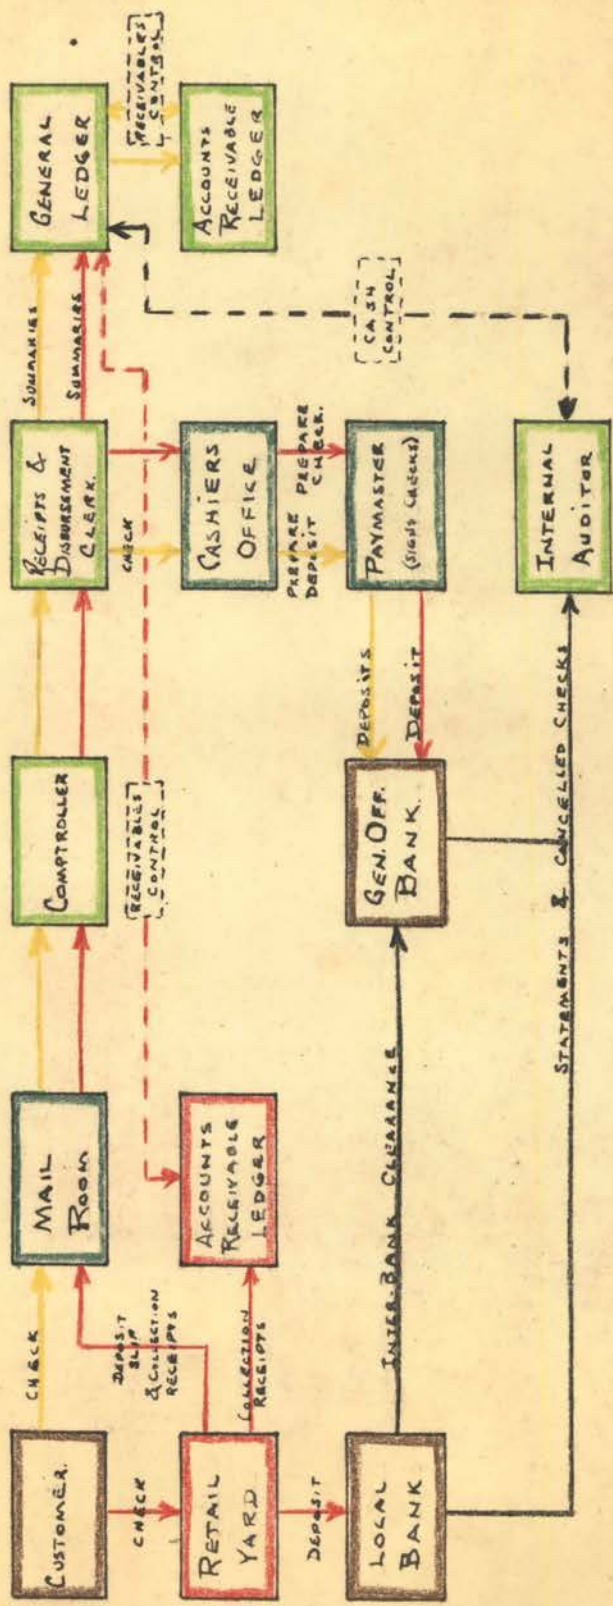 CUSTOMER.
CHECK
MAIL
ROOM
COMPTROLLER
RECEIPTS &
DISBURSEMENT
CLERK.
SUMMARIES
SUMMARIES
GENERAL
LEDGER
RECEIVABLES
CONTROL
ACCOUNTS
RECEIVABLE
LEDGER
CHECK
DEPOSIT
SLIP
& COLLECTION
RECEIPTS
RECEIVABLES
CONTROL
CHECK
RETAIL
YARD.
COLLECTION
RECEIPTS
ACCOUNTS
RECEIVABLE
LEDGER
CASHIERS
OFFICE
PREPARE
DEPOSIT
PREPARE
CHECK.
CASH
CONTROL
DEPOSIT
LOCAL
BANK
INTER-BANK CLEARANCE
GEN. OFF.
BANK.
DEPOSITS
DEPOSIT
PAYMASTER
(SIGNS CHECKS)
STATEMENTS & CANCELLED CHECKS
INTERNAL
AUDITOR